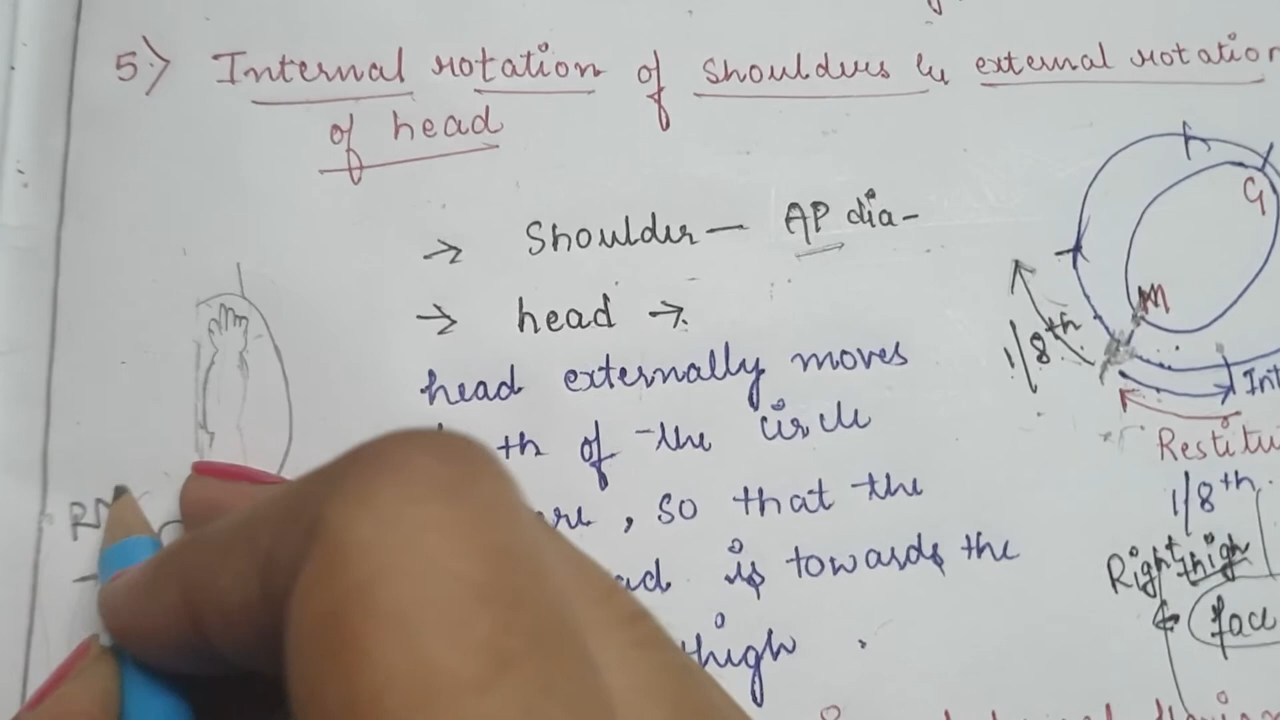 5) Internal rotation of shoulders & external rotation
of head
→ Shoulder — AP dia-
→ head →
head externally moves
th of the circle
, so that the
is towards the
thigh .
G
M
1/8th
Int
Restitu
1/8th
Right thigh
face